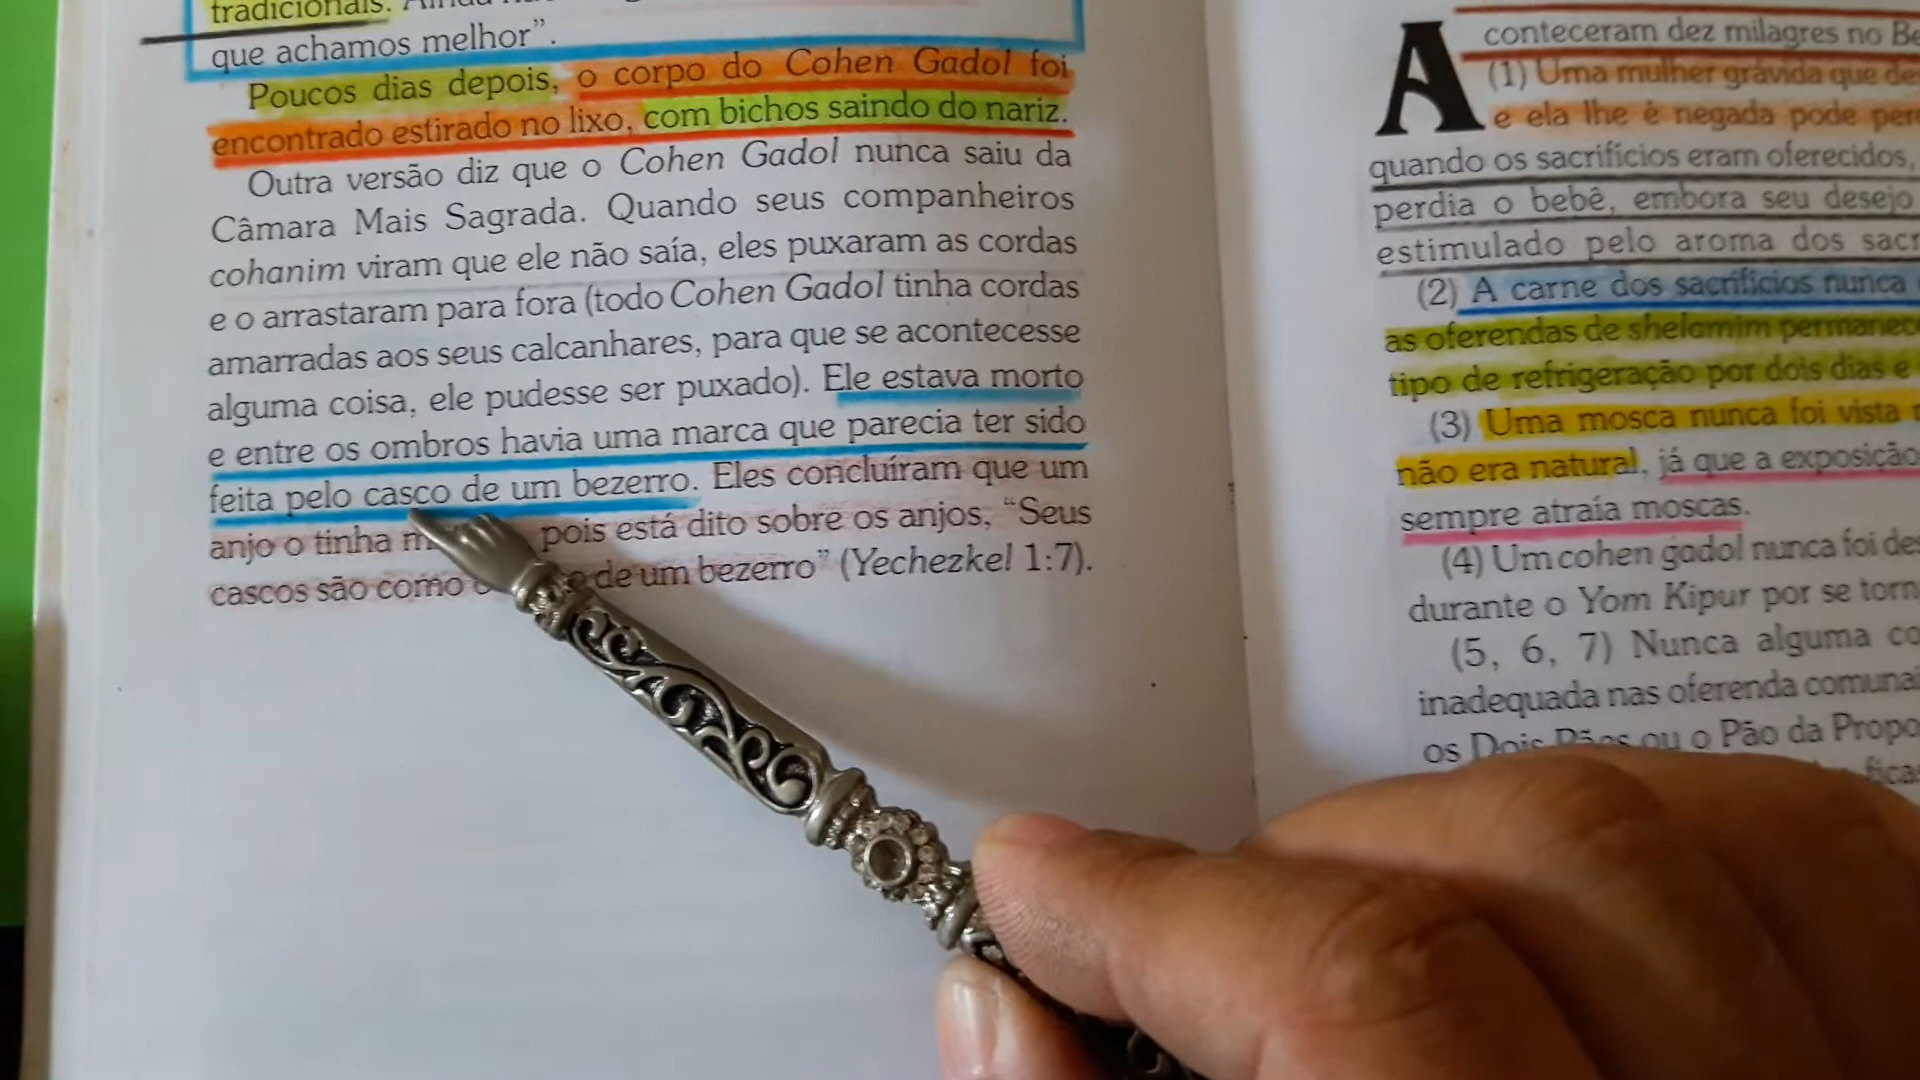 tradicionais.
que achamos melhor”.
Poucos dias depois, o corpo do Cohen Gadol foi
encontrado estirado no lixo, com bichos saindo do nariz.
Outra versão diz que o Cohen Gadol nunca saiu da
Câmara Mais Sagrada. Quando seus companheiros
cohanim viram que ele não saía, eles puxaram as cordas
e o arrastaram para fora (todo Cohen Gadol tinha cordas
amarradas aos seus calcanhares, para que se acontecesse
alguma coisa, ele pudesse ser puxado). Ele estava morto
e entre os ombros havia uma marca que parecia ter sido
feita pelo casco de um bezerro. Eles concluíram que um
anjo o tinha pois está dito sobre os anjos, “Seus
cascos são como de um bezerro” (Yechezkel 1:7).
Aconteceram dez milagres no
(1) Uma mulher grávida que
e ela lhe é negada pode
quando os sacrifícios eram oferecidos,
perdia o bebê, embora seu desejo
estimulado pelo aroma dos
(2) A carne dos sacrifícios nunca
as oferendas de shelamim
tipo de refrigeração por dois dias e
(3) Uma mosca nunca foi vista
não era natural, já que a exposição
sempre atraía moscas.
(4) Um cohen gadol nunca foi
durante o Yom Kipur por se
(5, 6, 7) Nunca alguma
inadequada nas oferenda
os Dois Pães ou o Pão da